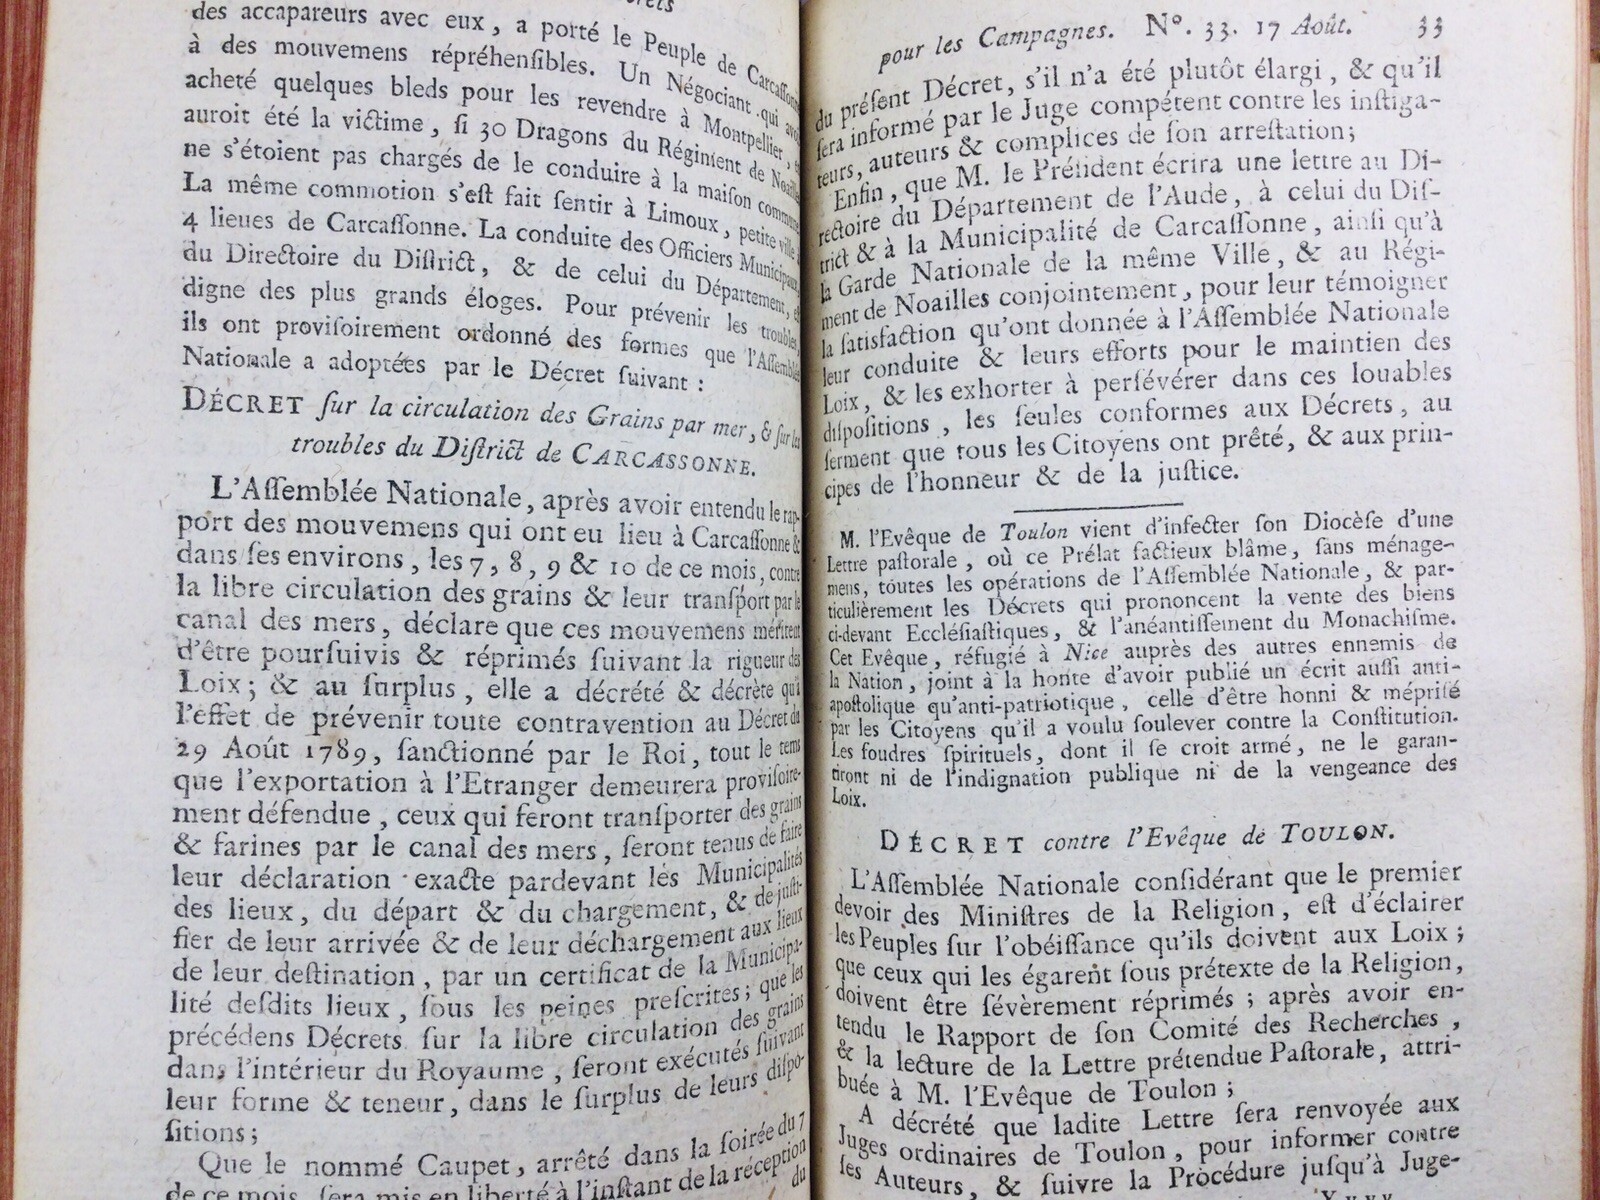 des accapareurs avec eux, a porté le Peuple de Carcaſſonne
à des mouvemens répréhenſibles. Un Négociant qui avoit
acheté quelques bleds pour les revendre à Montpellier,
auroit été la victime, ſi 30 Dragons du Régiment de Noailles
ne s'étoient pas chargés de le conduire à la maiſon commune
La même commotion s'eſt fait ſentir à Limoux, petite ville à
4 lieues de Carcaſſonne. La conduite des Officiers Municipaux,
du Directoire du Diſtrict, & de celui du Département, eſt
digne des plus grands éloges. Pour prévenir les troubles,
ils ont proviſoirement ordonné des formes que l'Aſſemblée
Nationale a adoptées par le Décret ſuivant :
DÉCRET ſur la circulation des Grains par mer, & ſur les
troubles du Diſtrict de CARCASSONNE.
L'Aſſemblée Nationale, après avoir entendu le rap-
port des mouvemens qui ont eu lieu à Carcaſſonne &
dans ſes environs, les 7, 8, 9 & 10 de ce mois, contre
la libre circulation des grains & leur tranſport par le
canal des mers, déclare que ces mouvemens méritent
d'être pourſuivis & réprimés ſuivant la rigueur des
Loix; & au ſurplus, elle a décrété & décrète qu'à
l'effet de prévenir toute contravention au Décret du
29 Août 1789, ſanctionné par le Roi, tout le tems
que l'exportation à l'Etranger demeurera proviſoire-
ment défendue, ceux qui feront tranſporter des grains
& farines par le canal des mers, ſeront tenus de faire
leur déclaration exacte pardevant les Municipalités
des lieux, du départ & du chargement, & de juſti-
fier de leur arrivée & de leur déchargement aux lieux
de leur deſtination, par un certificat de la Municipa-
lité deſdits lieux, ſous les peines preſcrites; que les
précédens Décrets ſur la libre circulation des grains
dans l'intérieur du Royaume, ſeront exécutés ſuivant
leur forme & teneur, dans le ſurplus de leurs diſpo-
ſitions;
Que le nommé Caupet, arrêté dans la ſoirée du 7
de ce mois, ſera mis en liberté à l'inſtant de la réception
du
pour les Campagnes. N°. 33. 17 Août. 33
du préſent Décret, s'il n'a été plutôt élargi, & qu'il
ſera informé par le Juge compétent contre les inſtiga-
teurs, auteurs & complices de ſon arreſtation;
Enfin, que M. le Préſident écrira une lettre au Di-
rectoire du Département de l'Aude, à celui du Diſ-
trict & à la Municipalité de Carcaſſonne, ainſi qu'à
la Garde Nationale de la même Ville, & au Régi-
ment de Noailles conjointement, pour leur témoigner
la ſatisfaction qu'ont donnée à l'Aſſemblée Nationale
leur conduite & leurs efforts pour le maintien des
Loix, & les exhorter à perſévérer dans ces louables
diſpoſitions, les ſeules conformes aux Décrets, au
ſerment que tous les Citoyens ont prêté, & aux prin-
cipes de l'honneur & de la juſtice.
M. l'Evêque de Toulon vient d'infecter ſon Diocèſe d'une
Lettre paſtorale, où ce Prélat factieux blâme, ſans ménage-
mens, toutes les opérations de l'Aſſemblée Nationale, & par-
ticulièrement les Décrets qui prononcent la vente des biens
ci-devant Eccléſiaſtiques, & l'anéantiſſement du Monachiſme.
Cet Evêque, réfugié à Nice auprès des autres ennemis de
la Nation, joint à la honte d'avoir publié un écrit auſſi anti-
apoſtolique qu'anti-patriotique, celle d'être honni & mépriſé
par les Citoyens qu'il a voulu ſoulever contre la Conſtitution.
Les foudres ſpirituels, dont il ſe croit armé, ne le garan-
tiront ni de l'indignation publique ni de la vengeance des
Loix.
DÉCRET contre l'Evêque de TOULON.
L'Aſſemblée Nationale conſidérant que le premier
devoir des Miniſtres de la Religion, eſt d'éclairer
les Peuples ſur l'obéiſſance qu'ils doivent aux Loix;
que ceux qui les égarent ſous prétexte de la Religion,
doivent être ſévèrement réprimés; après avoir en-
tendu le Rapport de ſon Comité des Recherches,
& la lecture de la Lettre prétendue Paſtorale, attri-
buée à M. l'Evêque de Toulon;
A décrété que ladite Lettre ſera renvoyée aux
Juges ordinaires de Toulon, pour informer contre
ſes Auteurs, & ſuivre la Procédure juſqu'à Juge-